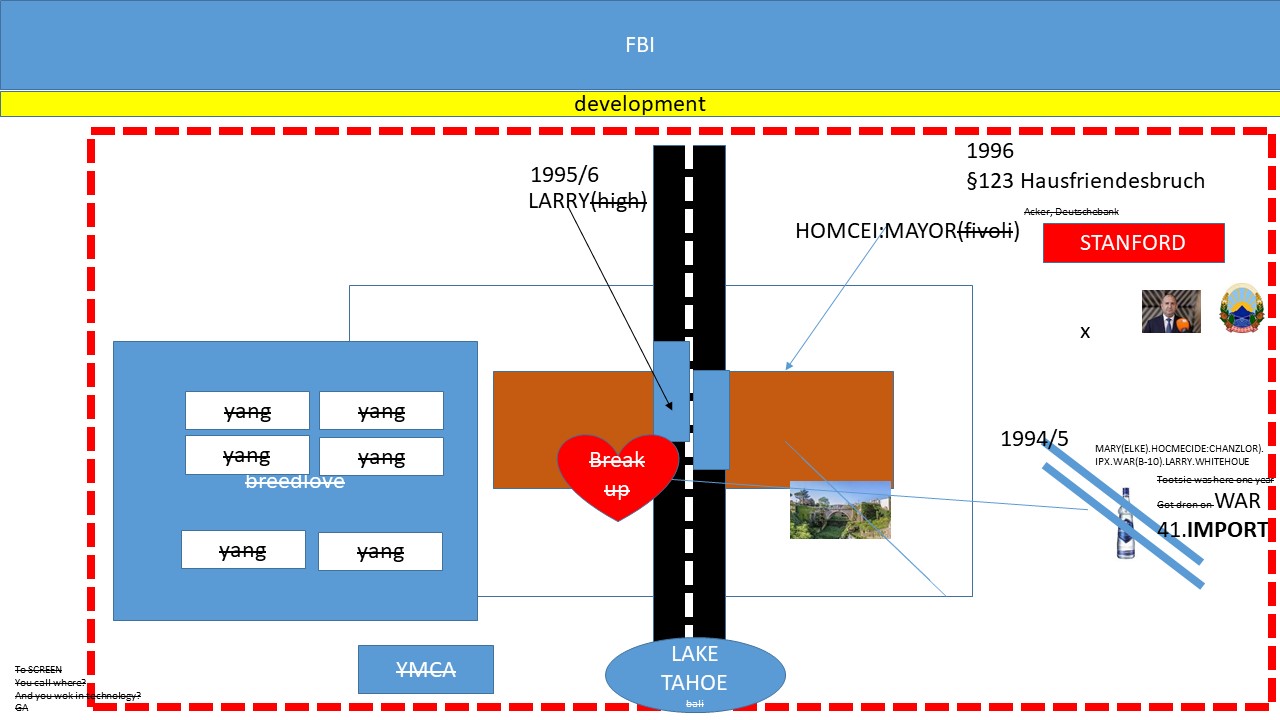 FBI
development
1996
§123 Hausfriendesbruch
1995/6
LARRY(high)
Acker, Deutschebank
HOMCEI:MAYOR(fivoli)
STANFORD
x
yang
yang
yang
yang
breedlove
yang
yang
Break
up
1994/5
MARY(ELKE).HOCMECIDE:CHANZLOR).
IPX.WAR(B-10).LARRY.WHITEHOUE
Tootsie was here one year
Got dron on WAR
41.IMPORT
YMCA
LAKE
TAHOE
bali
To SCREEN
You call where?
And you wok in technology?
GA